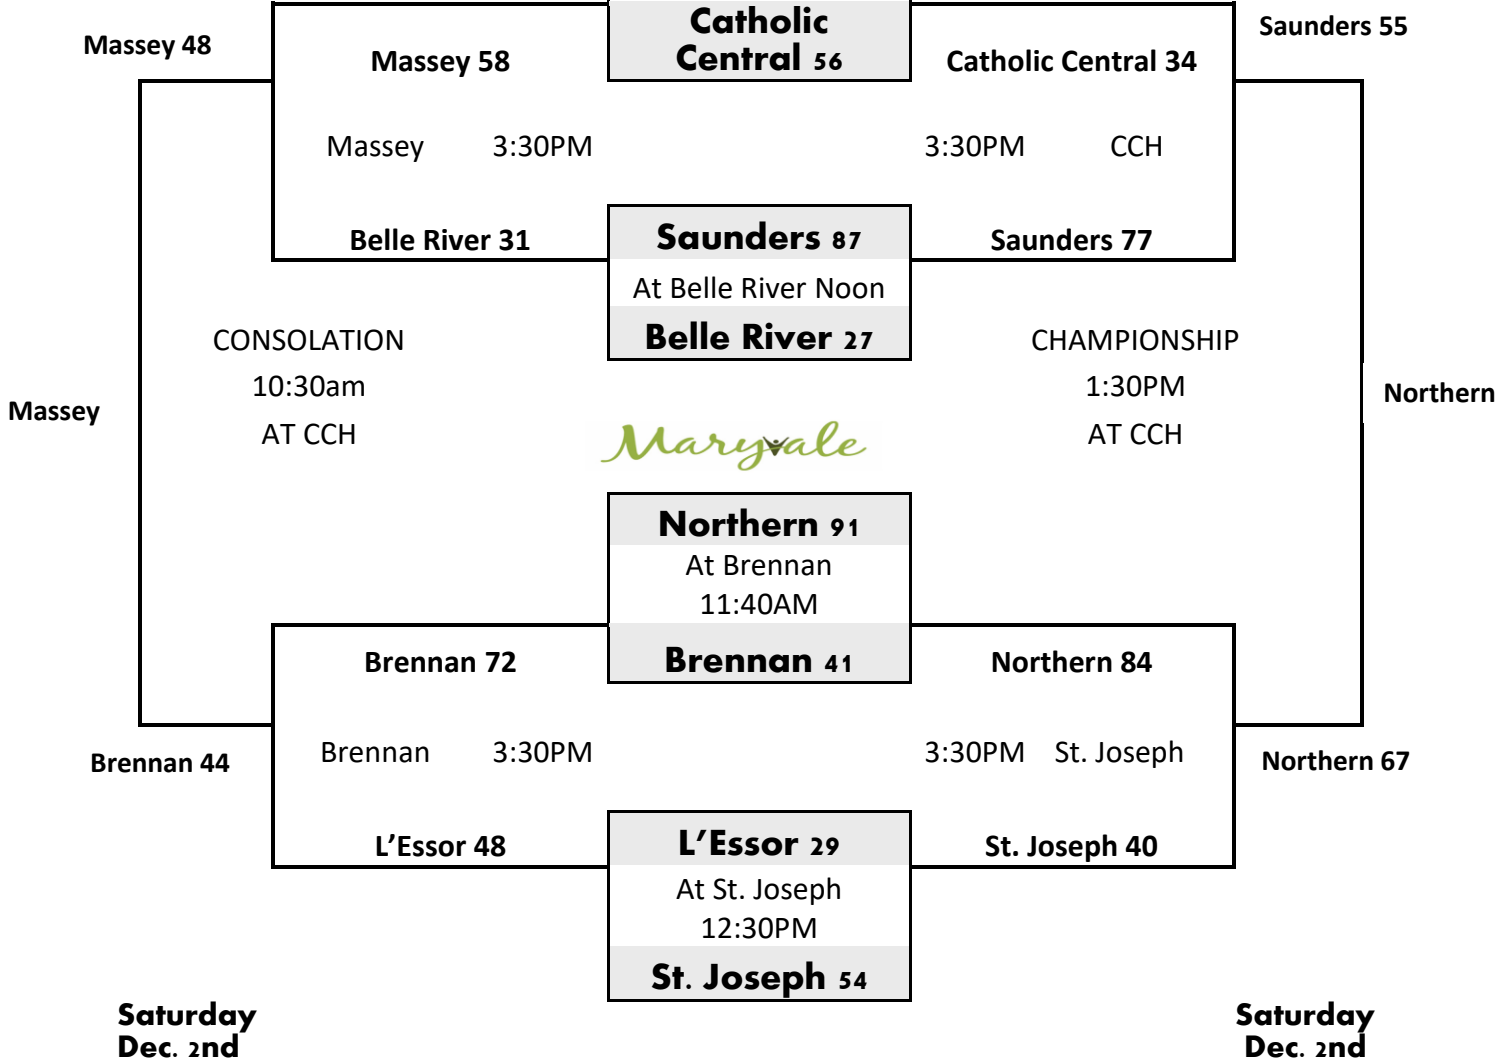 Catholic
Central 56
Saunders 55
Massey 48
Massey 58
Catholic Central 34
Massey 3:30PM
3:30PM CCH
Belle River 31
Saunders 87
Saunders 77
At Belle River Noon
Belle River 27
CONSOLATION
10:30am
AT CCH
CHAMPIONSHIP
1:30PM
AT CCH
Massey
Northern
Maryvale
Northern 91
At Brennan
11:40AM
Brennan 41
Brennan 72
Northern 84
Brennan 3:30PM
3:30PM St. Joseph
Brennan 44
Northern 67
L’Essor 48
L’Essor 29
St. Joseph 40
At St. Joseph
12:30PM
St. Joseph 54
Saturday
Dec. 2nd
Saturday
Dec. 2nd